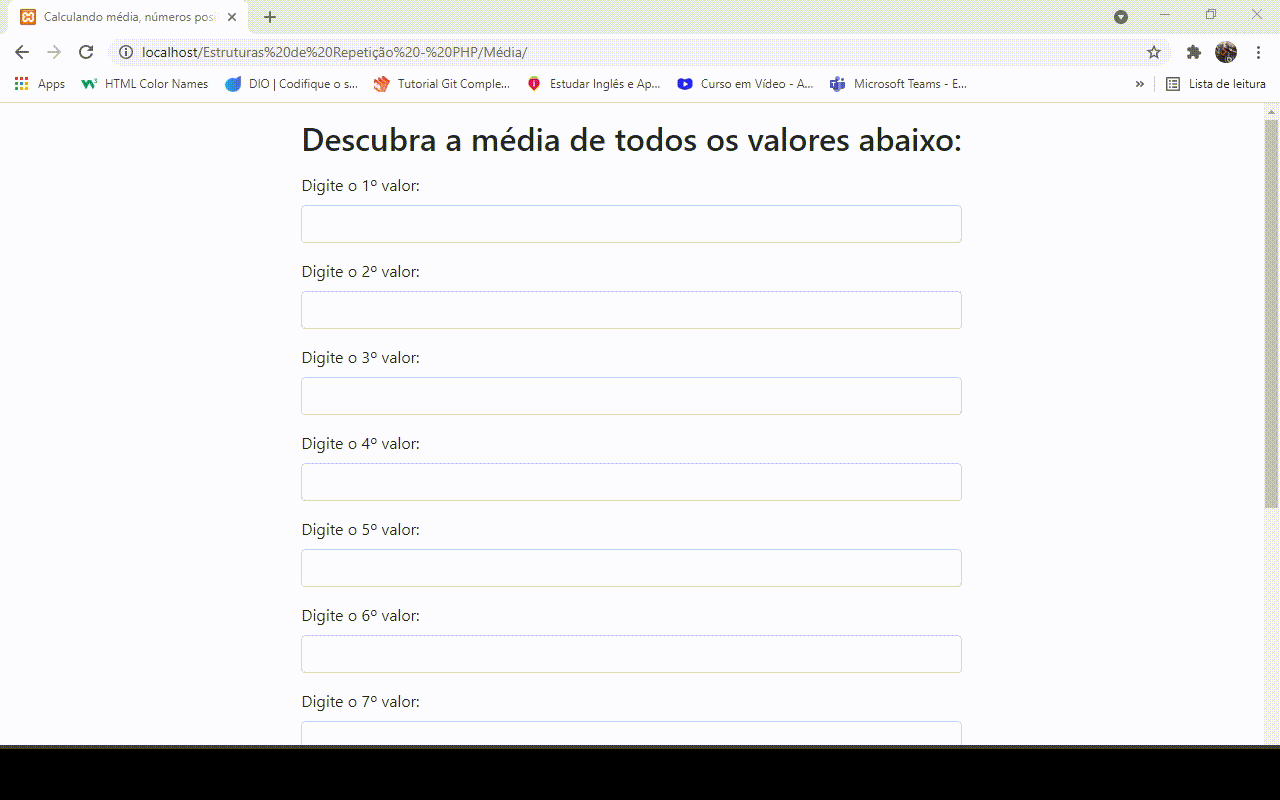 Calculando média, números posi
localhost/Estruturas%20de%20Repetição%20-%20PHP/Média/
Apps HTML Color Names DIO | Codifique o s... Tutorial Git Comple... Estudar Inglês e Ap... Curso em Vídeo - A... Microsoft Teams - E... » Lista de leitura
Descubra a média de todos os valores abaixo:
Digite o 1º valor:
Digite o 2º valor:
Digite o 3º valor:
Digite o 4º valor:
Digite o 5º valor:
Digite o 6º valor:
Digite o 7º valor: